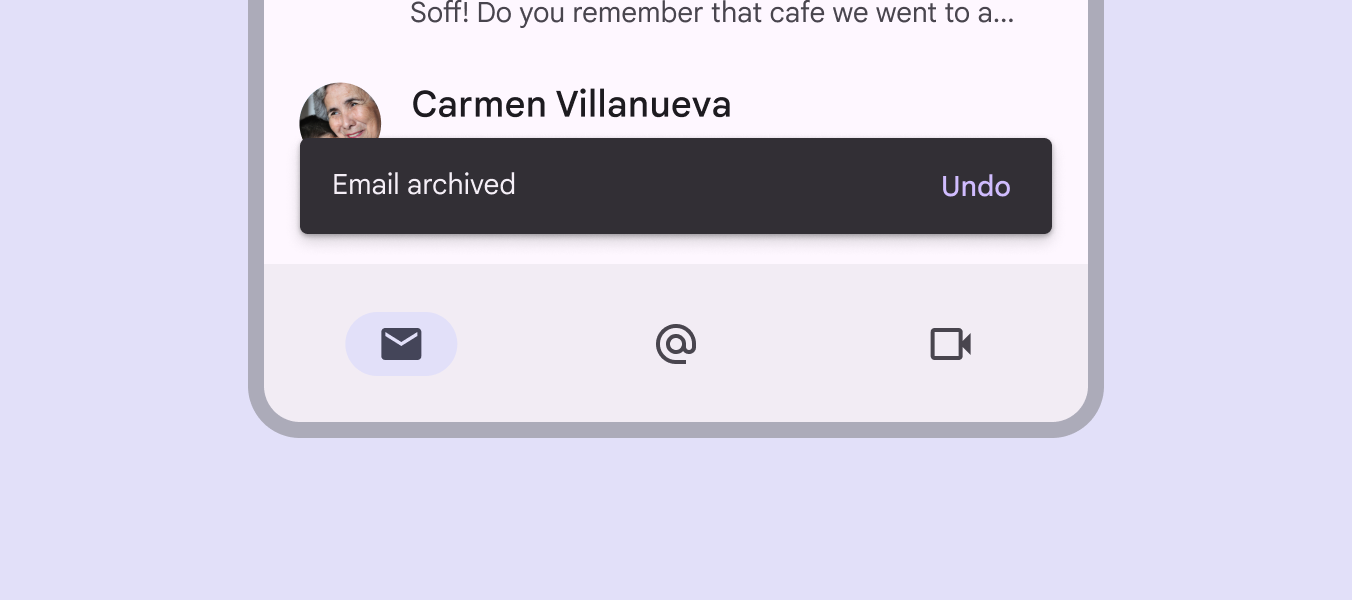 Soff! Do you remember that cafe we went to a...
Carmen Villanueva
Email archived
Undo